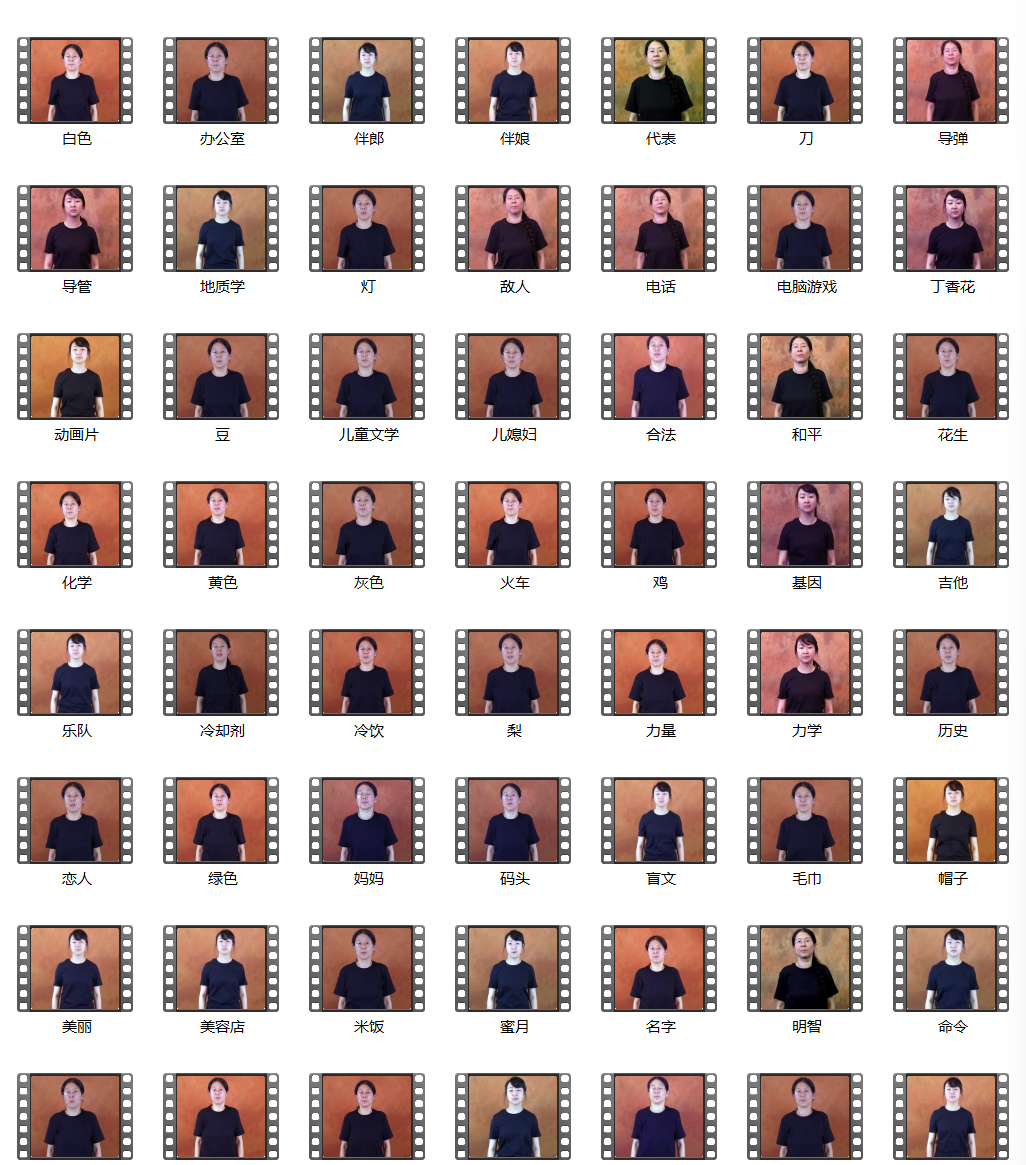 白色 办公室 伴郎 伴娘 代表 刀 导弹
导管 地质学 灯 敌人 电话 电脑游戏 丁香花
动画片 豆 儿童文学 儿媳妇 合法 和平 花生
化学 黄色 灰色 火车 鸡 基因 吉他
乐队 冷却剂 冷饮 梨 力量 力学 历史
恋人 绿色 妈妈 码头 盲文 毛巾 帽子
美丽 美容店 米饭 蜜月 名字 明智 命令